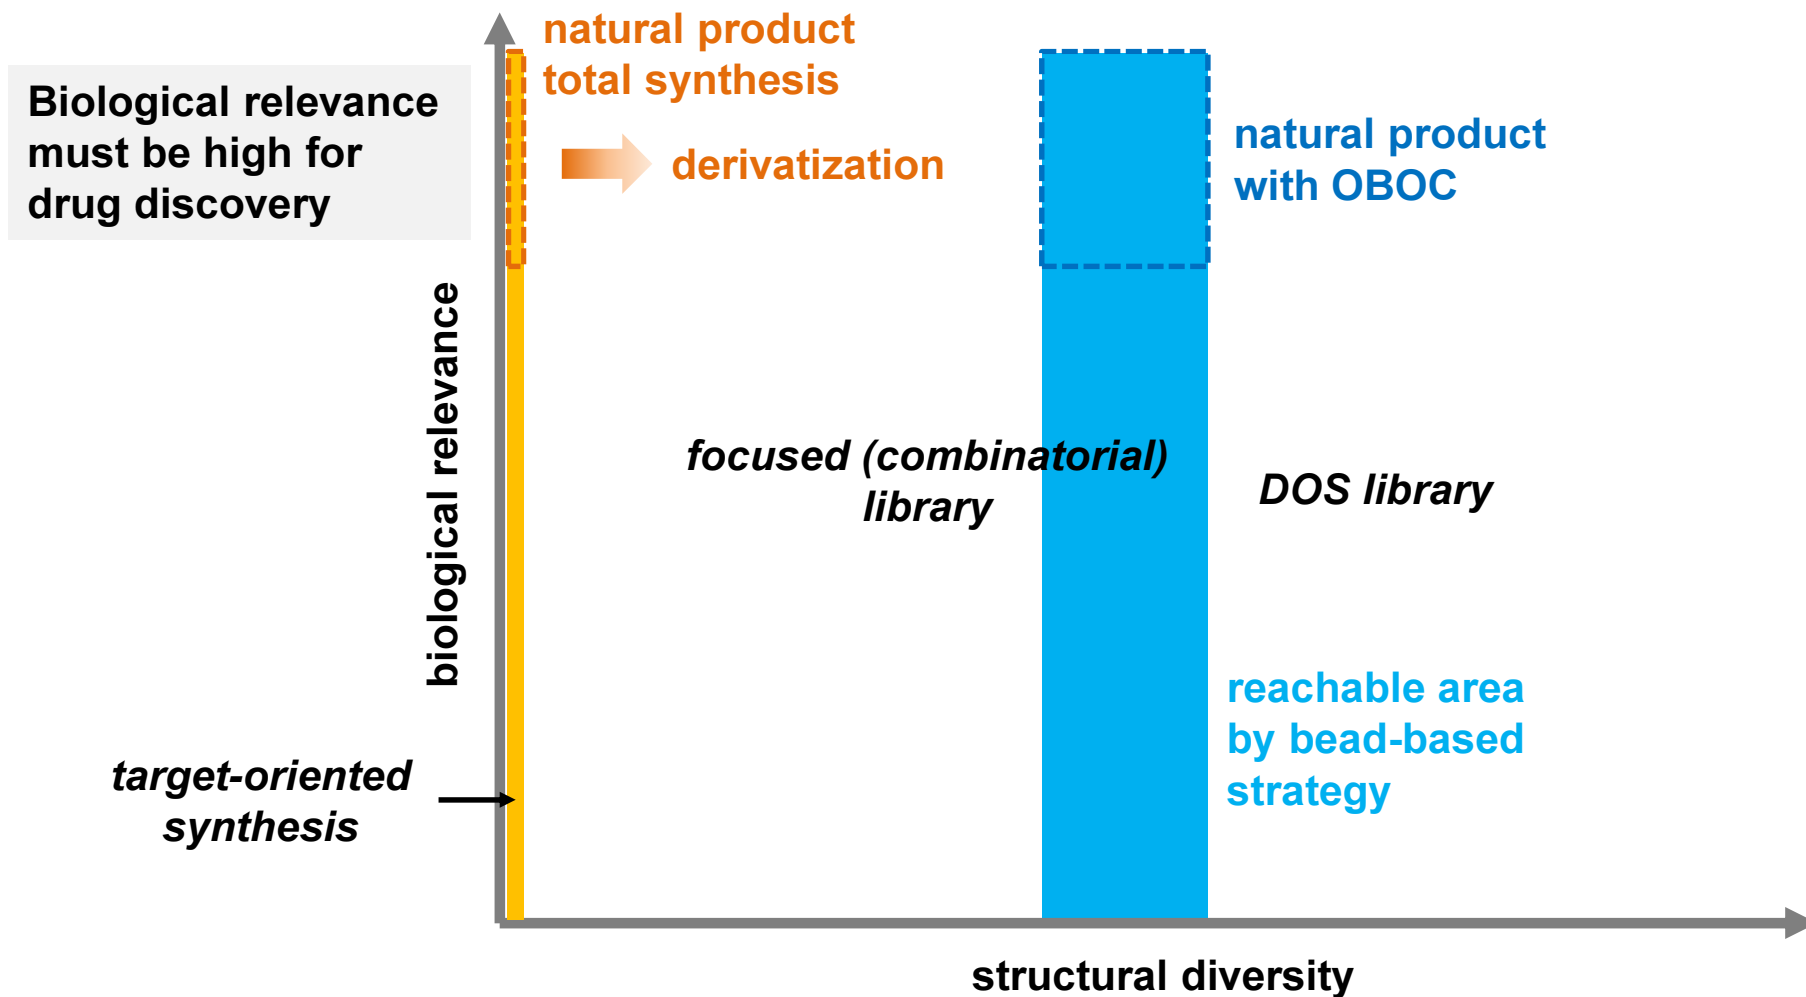 natural product
total synthesis
Biological relevance
must be high for
drug discovery
derivatization
natural product
with OBOC
biological relevance
focused (combinatorial)
library
DOS library
reachable area
by bead-based
strategy
target-oriented
synthesis
structural diversity